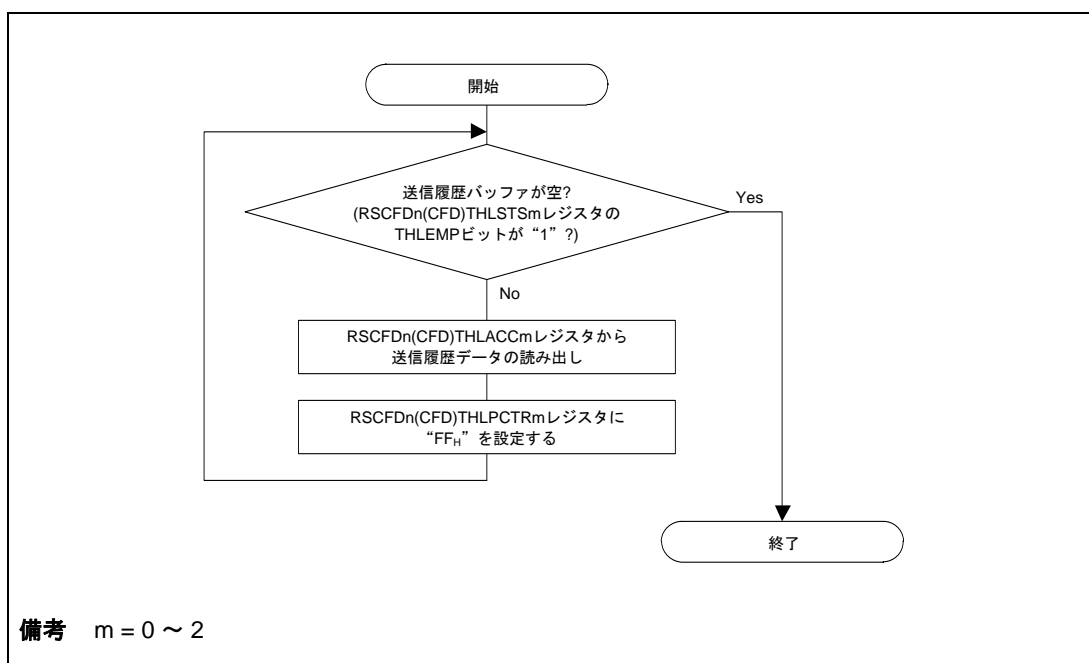 開始
送信履歴バッファが空?
(RSCFDn(CFD)THLSTSmレジスタの
THLEMPビットが“1”?)
Yes
No
RSCFDn(CFD)THLACCmレジスタから
送信履歴データの読み出し
RSCFDn(CFD)THLPCTRmレジスタに
“FFH”を設定する
終了
備考 m = 0 ～ 2